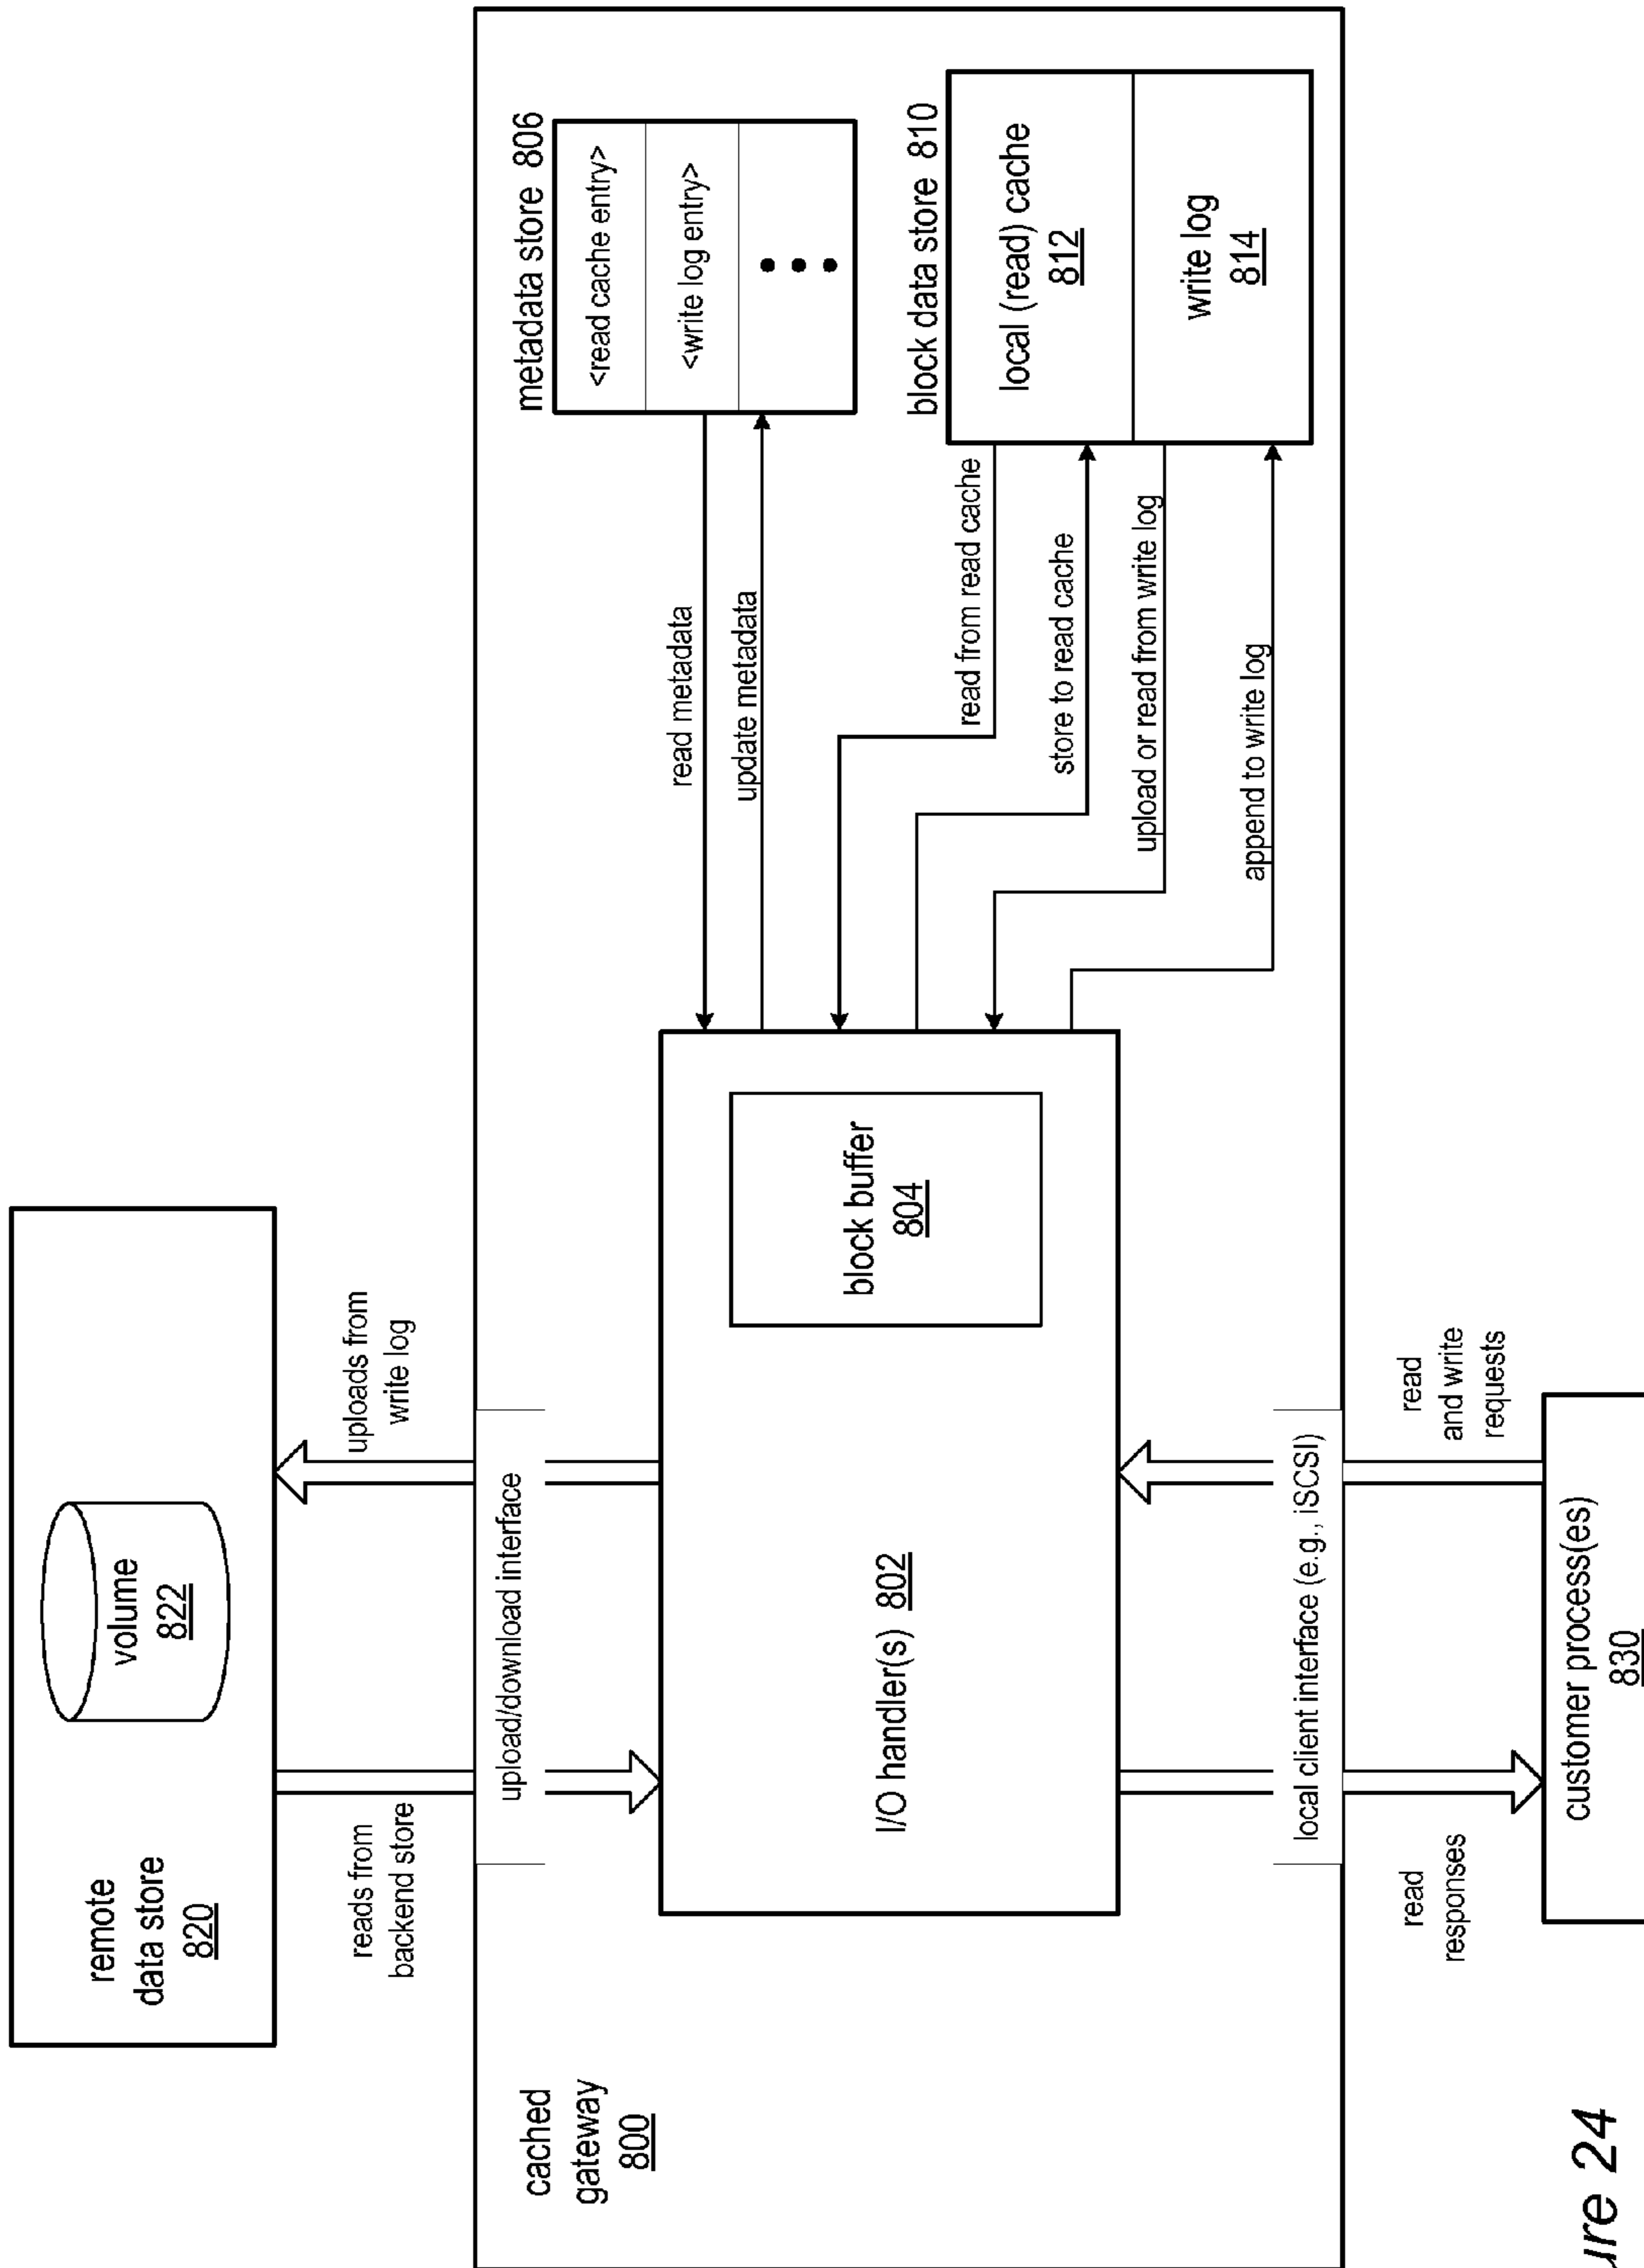 remote
data store
820
volume
822
reads from
backend store
uploads from
write log
cached
gateway
800
upload/download interface
I/O handler(s) 802
block buffer
804
local client interface (e.g., iSCSI)
read metadata
update metadata
metadata store 806
<read cache entry>
<write log entry>
read from read cache
store to read cache
upload or read from write log
append to write log
block data store 810
local (read) cache
812
write log
814
read
responses
read
and write
requests
customer process(es)
830
ure 24